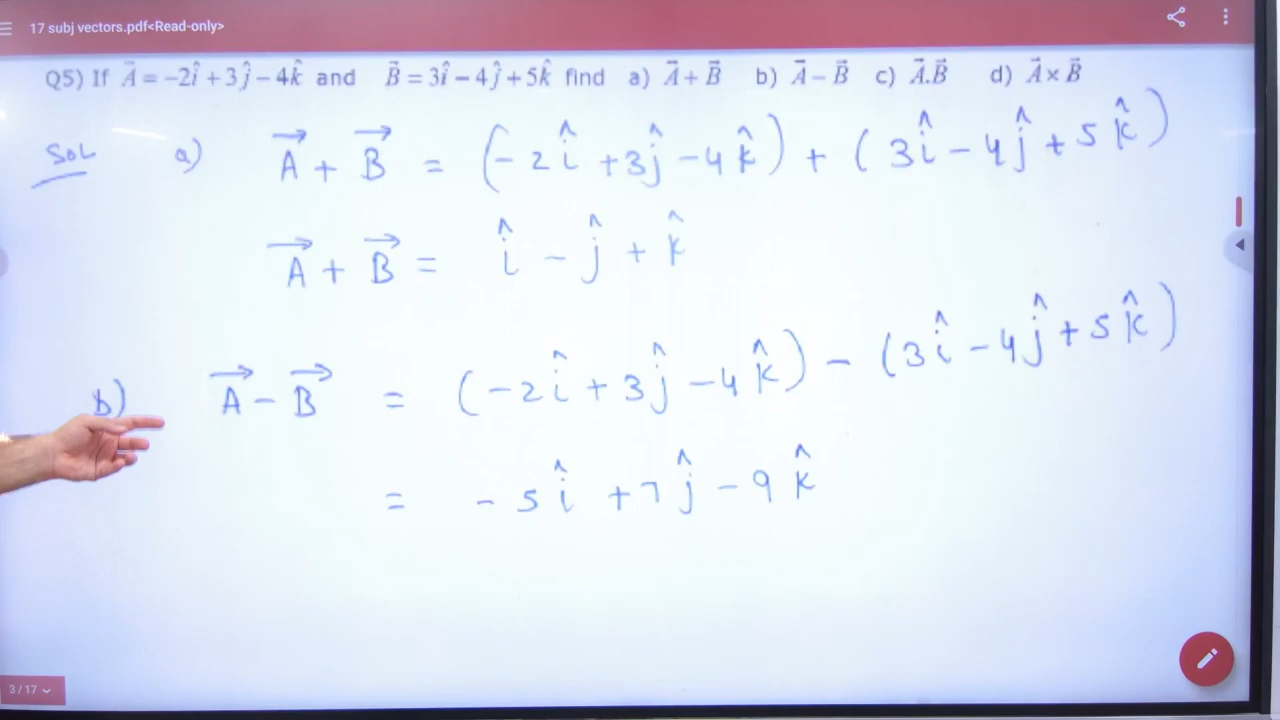 17 subj vectors.pdf<Read-only>
Q5) If A⃗ = −2î + 3ĵ − 4k̂ and B⃗ = 3î − 4ĵ + 5k̂ find a) A⃗ + B⃗ b) A⃗ − B⃗ c) A⃗.B⃗ d) A⃗ × B⃗
Sol a) A⃗ + B⃗ = (−2î + 3ĵ − 4k̂) + (3î − 4ĵ + 5k̂)
A⃗ + B⃗ = î − ĵ + k̂
b) A⃗ − B⃗ = (−2î + 3ĵ − 4k̂) − (3î − 4ĵ + 5k̂)
= −5î + 7ĵ − 9k̂
3 / 17